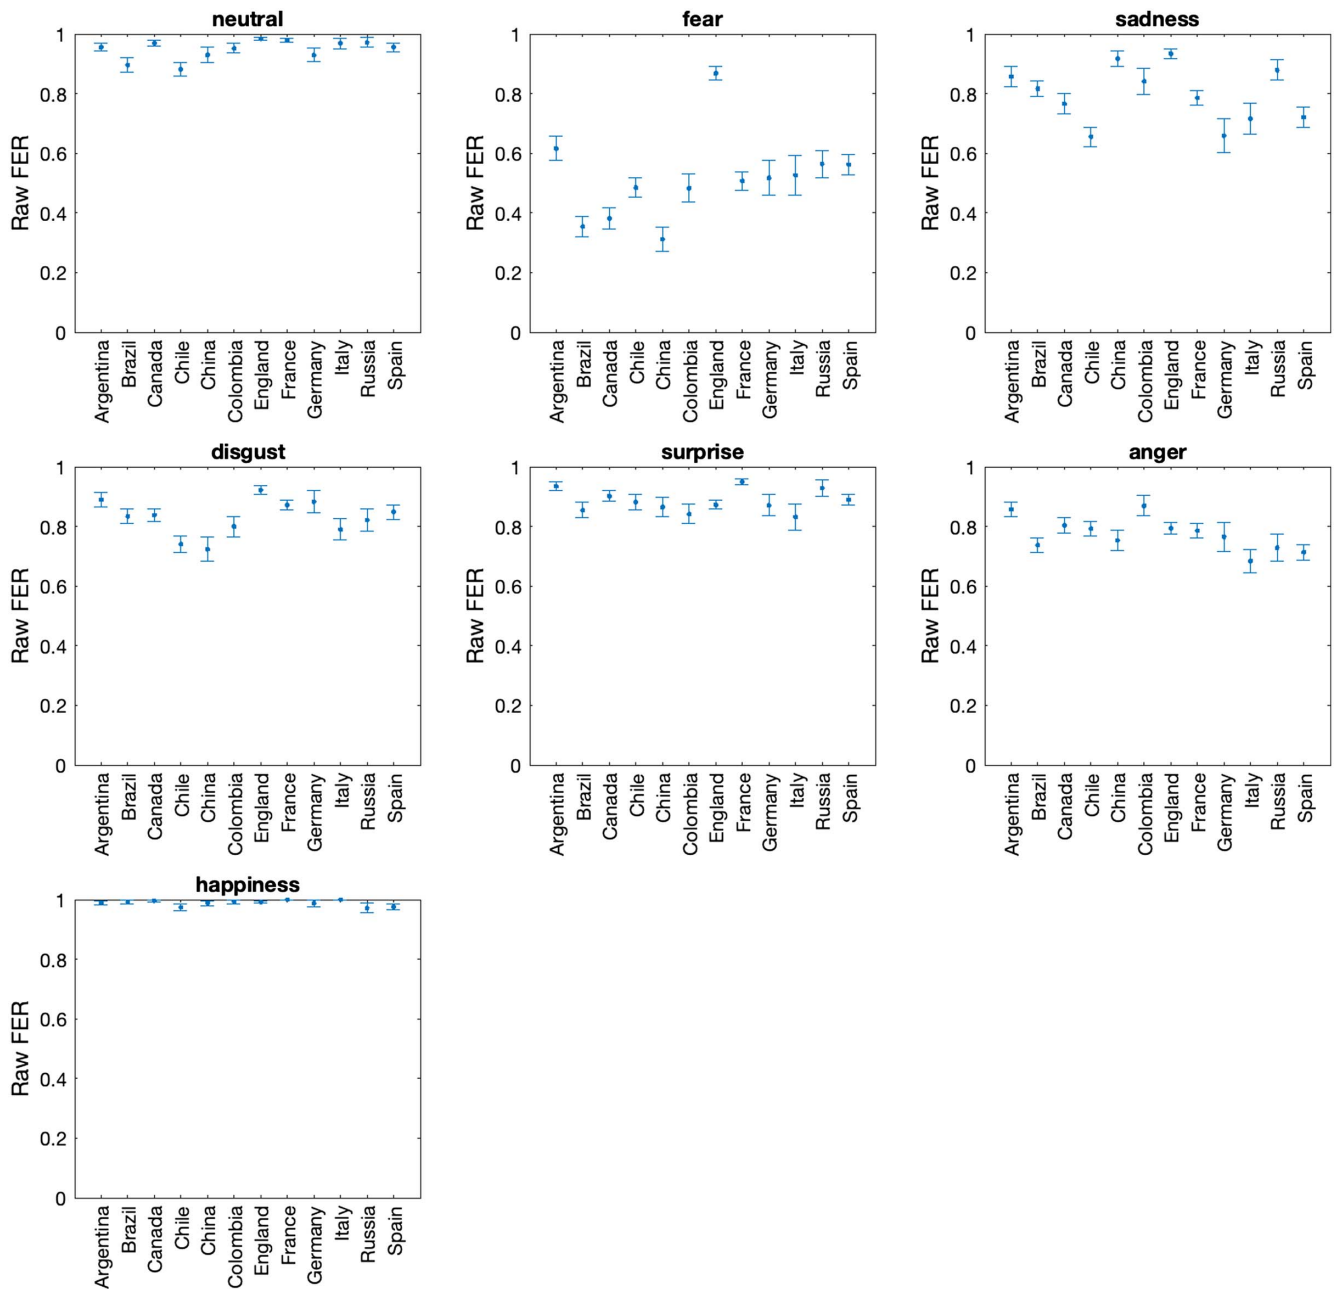 neutral
Raw FER
1
0.8
0.6
0.4
0.2
0
Argentina
Brazil
Canada
Chile
China
Colombia
England
France
Germany
Italy
Russia
Spain
fear
Raw FER
1
0.8
0.6
0.4
0.2
0
Argentina
Brazil
Canada
Chile
China
Colombia
England
France
Germany
Italy
Russia
Spain
sadness
Raw FER
1
0.8
0.6
0.4
0.2
0
Argentina
Brazil
Canada
Chile
China
Colombia
England
France
Germany
Italy
Russia
Spain
disgust
Raw FER
1
0.8
0.6
0.4
0.2
0
Argentina
Brazil
Canada
Chile
China
Colombia
England
France
Germany
Italy
Russia
Spain
surprise
Raw FER
1
0.8
0.6
0.4
0.2
0
Argentina
Brazil
Canada
Chile
China
Colombia
England
France
Germany
Italy
Russia
Spain
anger
Raw FER
1
0.8
0.6
0.4
0.2
0
Argentina
Brazil
Canada
Chile
China
Colombia
England
France
Germany
Italy
Russia
Spain
happiness
Raw FER
1
0.8
0.6
0.4
0.2
0
Argentina
Brazil
Canada
Chile
China
Colombia
England
France
Germany
Italy
Russia
Spain